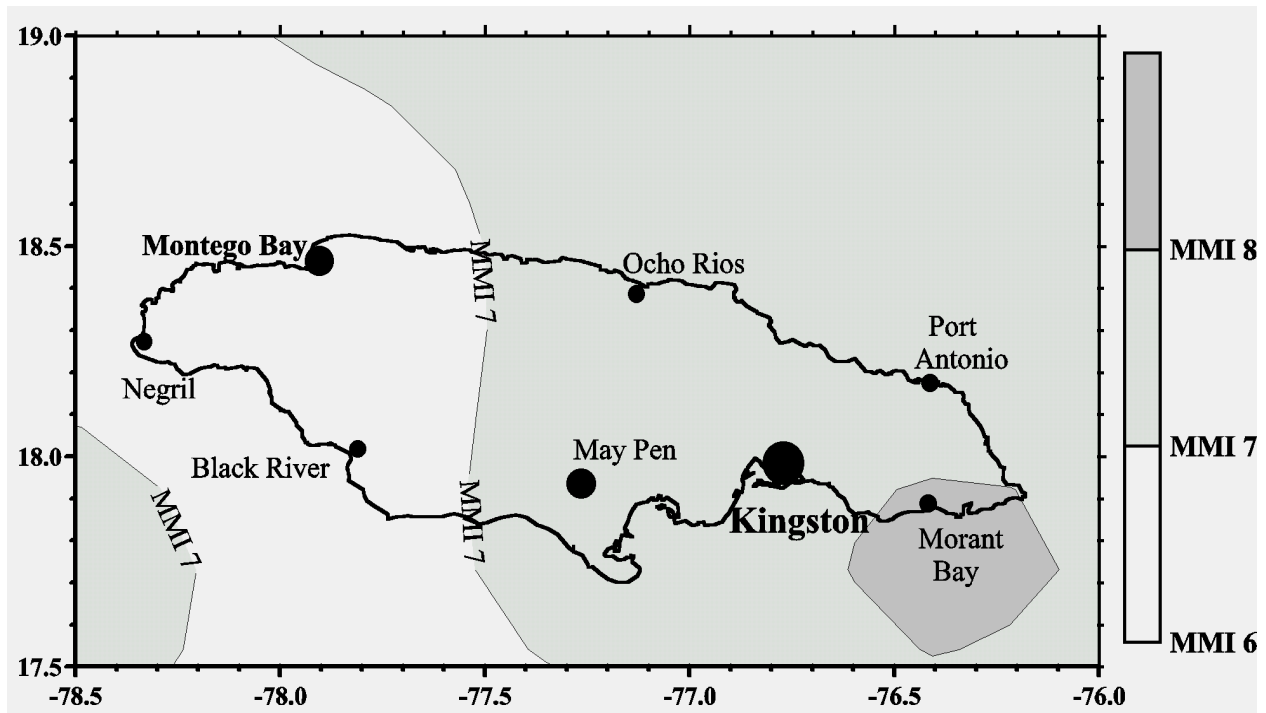 19.0
18.5
18.0
17.5
-78.5
-78.0
-77.5
-77.0
-76.5
-76.0
Montego Bay
Ocho Rios
Port
Antonio
Negril
Black River
May Pen
Kingston
Morant
Bay
MMI 7
MMI 7
MMI 7
MMI 8
MMI 7
MMI 6